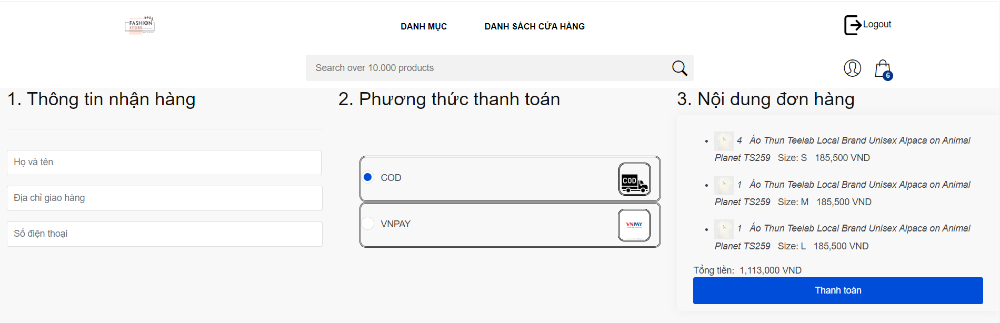 FASHION
STORE
DANH MỤC
DANH SÁCH CỬA HÀNG
Logout
Search over 10.000 products
6
1. Thông tin nhận hàng
Họ và tên
Địa chỉ giao hàng
Số điện thoại
2. Phương thức thanh toán
COD
COD
VNPAY
VNPAY
3. Nội dung đơn hàng
4 Áo Thun Teelab Local Brand Unisex Alpaca on Animal
Planet TS259 Size: S 185,500 VND
1 Áo Thun Teelab Local Brand Unisex Alpaca on Animal
Planet TS259 Size: M 185,500 VND
1 Áo Thun Teelab Local Brand Unisex Alpaca on Animal
Planet TS259 Size: L 185,500 VND
Tổng tiền: 1,113,000 VND
Thanh toán